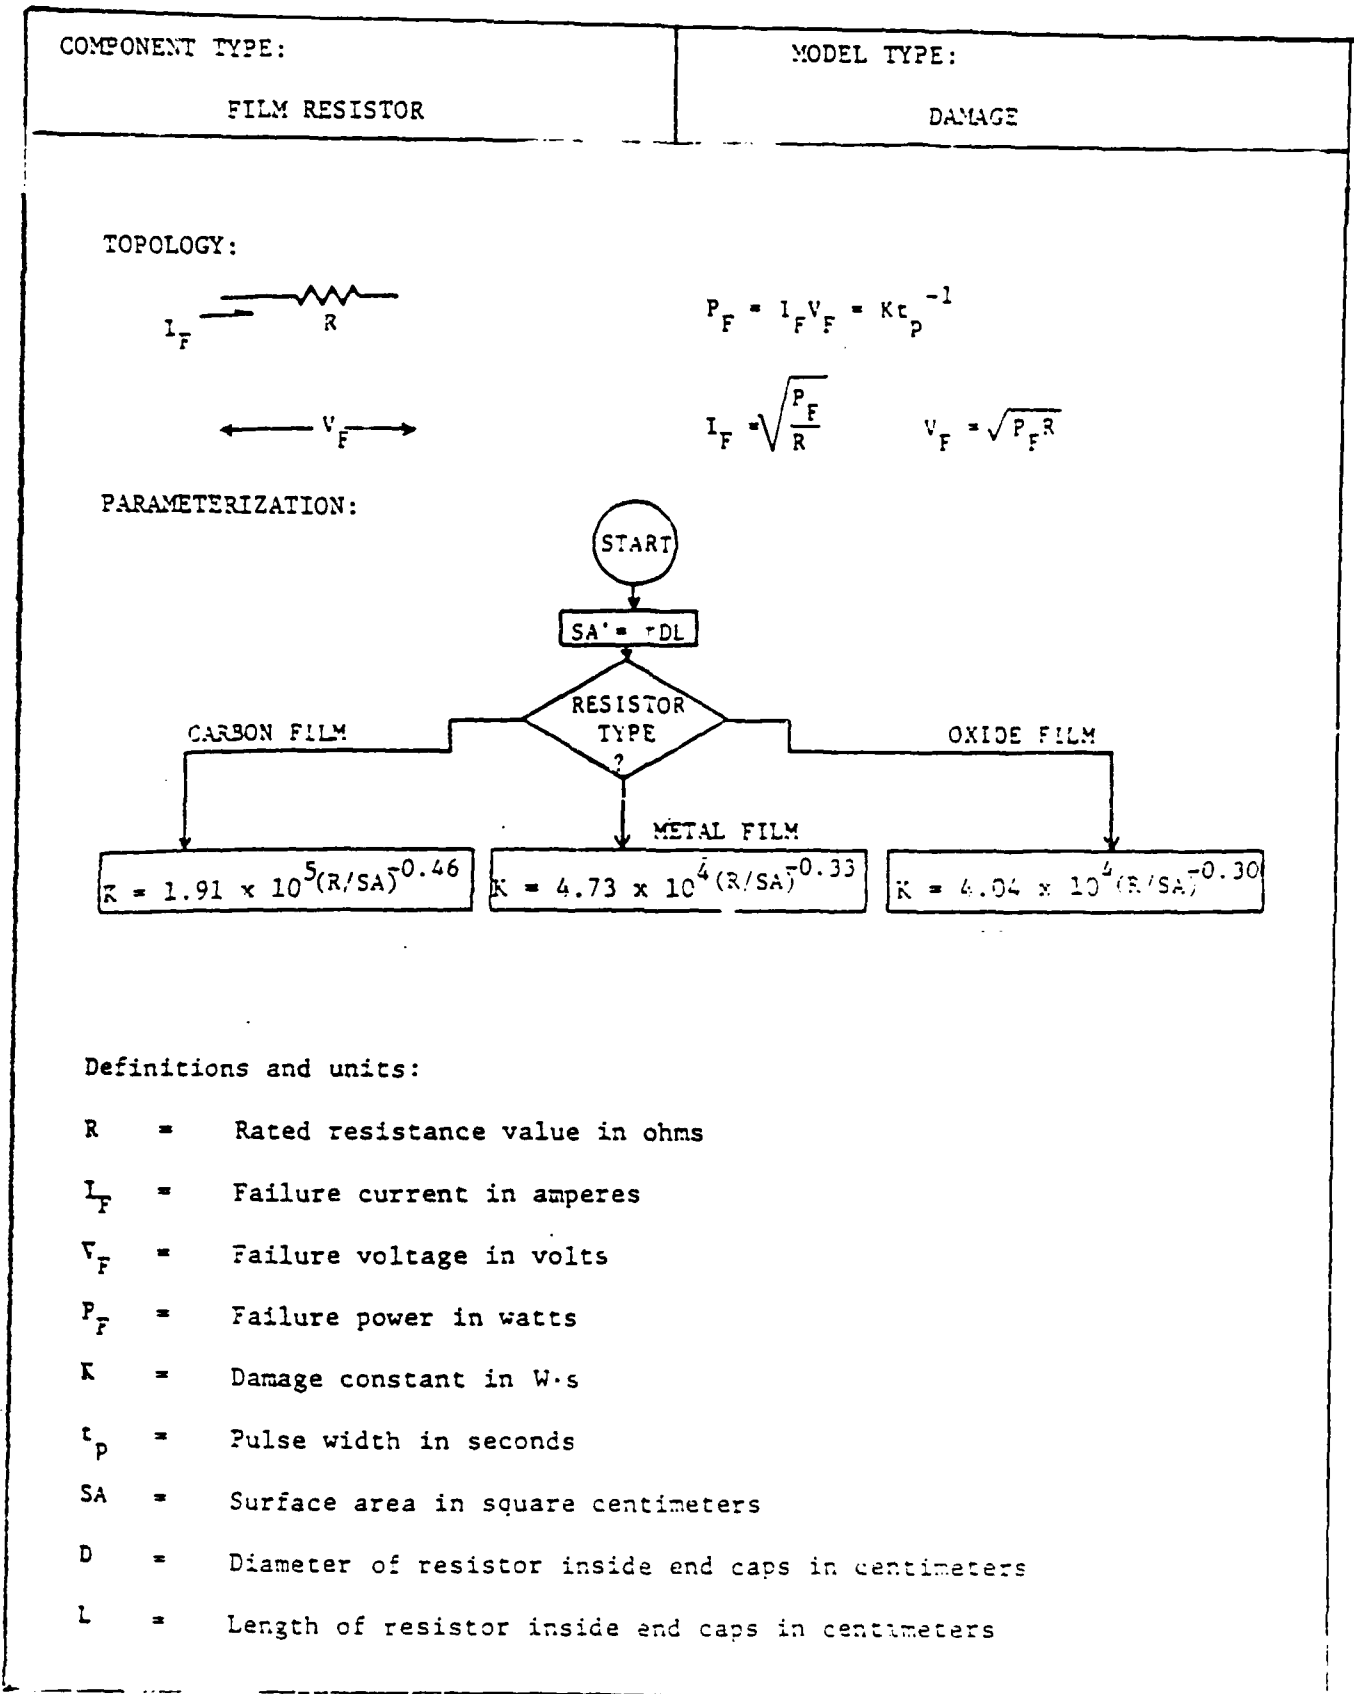 COMPONENT TYPE:
FILM RESISTOR
MODEL TYPE:
DAMAGE
TOPOLOGY:
I_F
R
V_F
P_F = I_F V_F = Kt_p^-1
I_F = √(P_F/R)
V_F = √(P_F R)
PARAMETERIZATION:
START
SA = πDL
RESISTOR
TYPE
?
CARBON FILM
METAL FILM
OXIDE FILM
K = 1.91 x 10^5(R/SA)^-0.46
K = 4.73 x 10^4(R/SA)^-0.33
K = 4.04 x 10^4(R/SA)^-0.30
Definitions and units:
R = Rated resistance value in ohms
I_F = Failure current in amperes
V_F = Failure voltage in volts
P_F = Failure power in watts
K = Damage constant in W·s
t_p = Pulse width in seconds
SA = Surface area in square centimeters
D = Diameter of resistor inside end caps in centimeters
L = Length of resistor inside end caps in centimeters